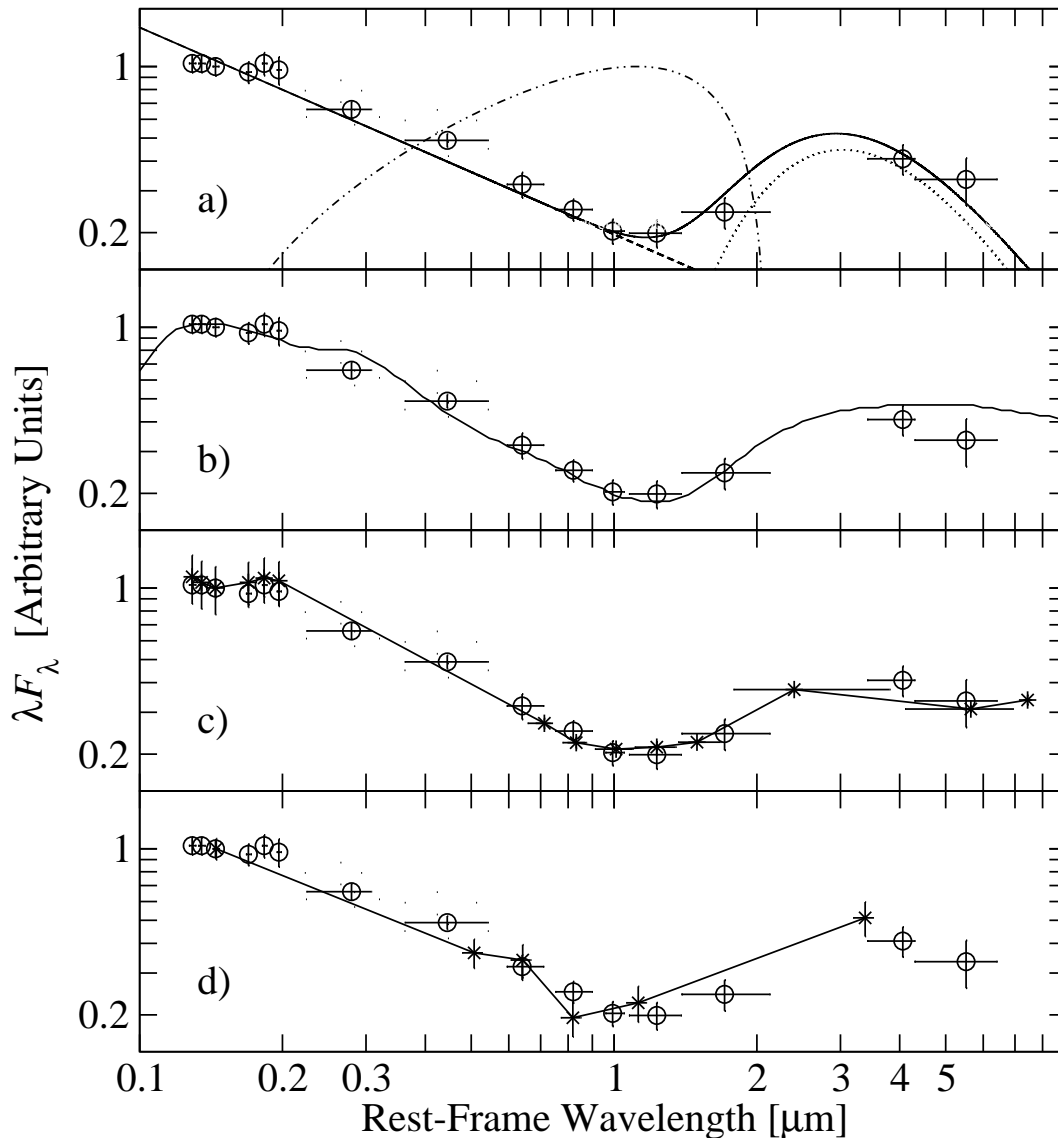 1
0.2
a)
1
0.2
b)
1
0.2
c)
1
0.2
d)
λF_λ [Arbitrary Units]
0.1 0.2 0.3 1 2 3 4 5
Rest-Frame Wavelength [μm]